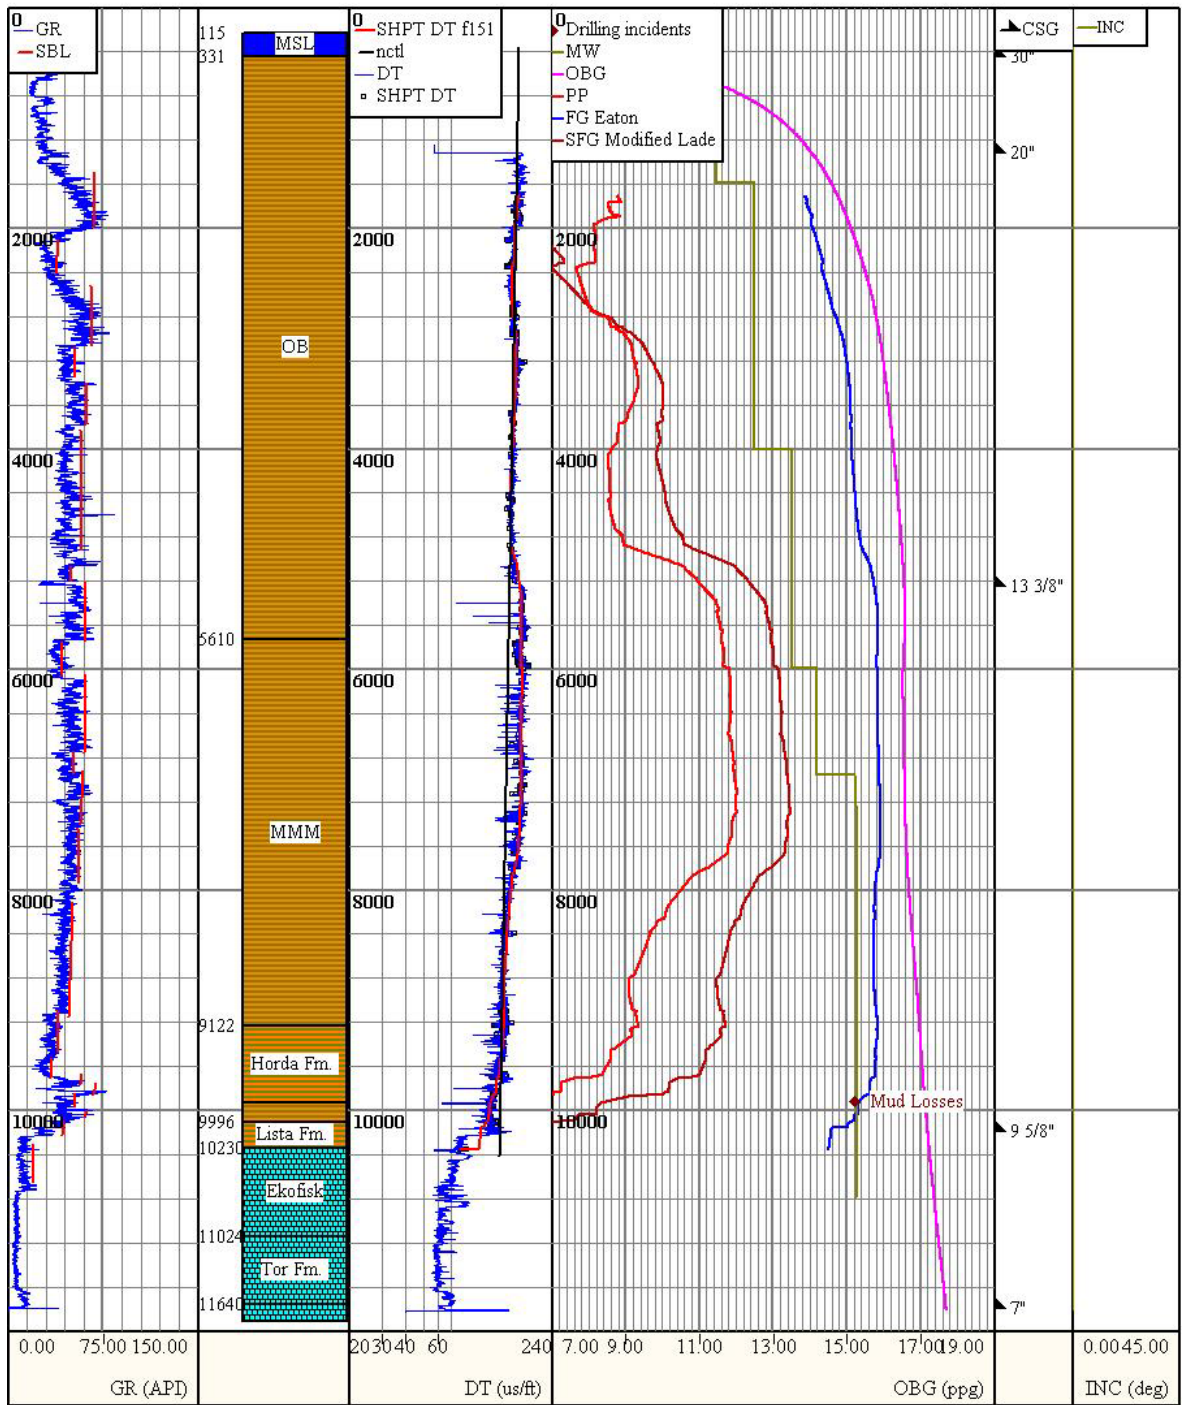 0
GR
SBL
115
331
MSL
0
SHPT DT f151
nctl
DT
SHPT DT
0
Drilling incidents
MW
OBG
PP
FG Eaton
SFG Modified Lade
CSG
INC
30"
20"
2000
2000
2000
OB
4000
4000
4000
13 3/8"
5610
6000
6000
6000
MMM
8000
8000
8000
9122
Horda Fm.
Mud Losses
10000
9996
10000
10000
Lista Fm.
9 5/8"
10230
Ekofisk
11024
Tor Fm.
11640
7"
0.00 75.00 150.00
20 30 40 60 240
7.00 9.00 11.00 13.00 15.00 17.00 19.00
0.00 45.00
GR (API)
DT (us/ft)
OBG (ppg)
INC (deg)